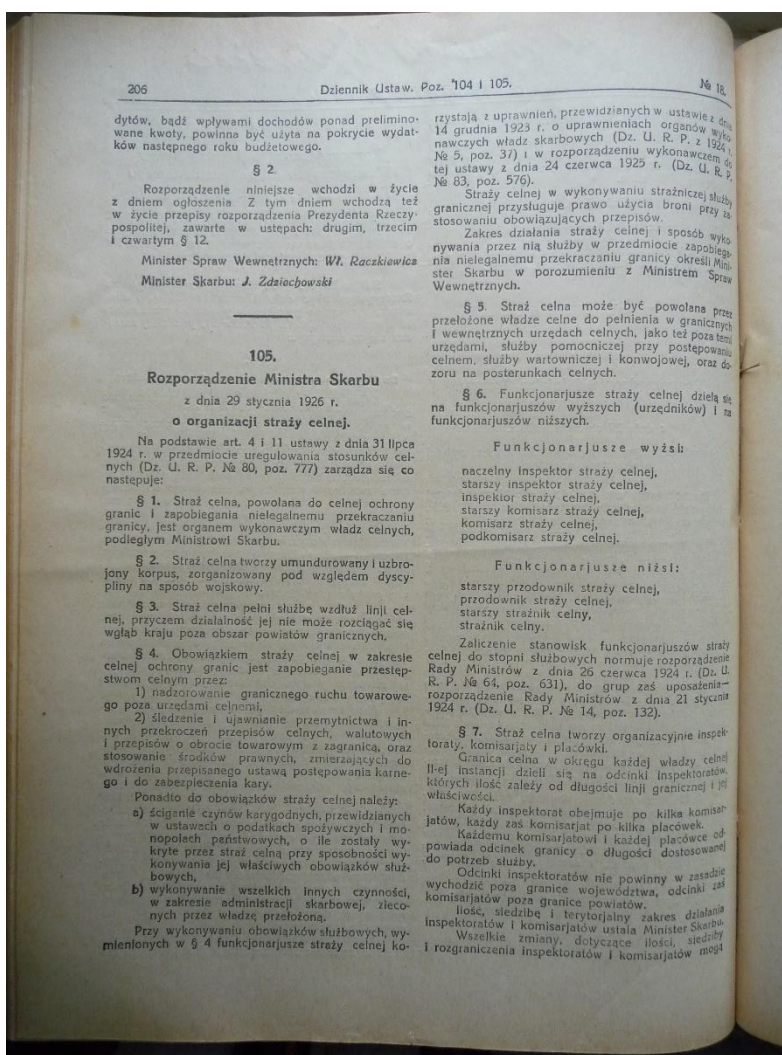 206
Dziennik Ustaw. Poz. 104 i 105.
№ 18.
dytów, bądź wpływami dochodów ponad prelimino-
wane kwoty, powinna być użyta na pokrycie wydat-
ków następnego roku budżetowego.
§ 2.
Rozporządzenie niniejsze wchodzi w życie
z dniem ogłoszenia. Z tym dniem wchodzą też
w życie przepisy rozporządzenia Prezydenta Rzeczy-
pospolitej, zawarte w ustępach: drugim, trzecim
i czwartym § 12.
Minister Spraw Wewnętrznych: Wł. Raczkiewicz
Minister Skarbu: J. Zdziechowski
105.
Rozporządzenie Ministra Skarbu
z dnia 29 stycznia 1926 r.
o organizacji straży celnej.
Na podstawie art. 4 i 11 ustawy z dnia 31 lipca
1924 r. w przedmiocie uregulowania stosunków cel-
nych (Dz. U. R. P. № 80, poz. 777) zarządza się co
następuje:
§ 1. Straż celna, powołana do celnej ochrony
granic i zapobiegania nielegalnemu przekraczaniu
granicy, jest organem wykonawczym władz celnych,
podległym Ministrowi Skarbu.
§ 2. Straż celna tworzy umundurowany i uzbro-
jony korpus, zorganizowany pod względem dyscy-
pliny na sposób wojskowy.
§ 3. Straż celna pełni służbę wzdłuż linji cel-
nej, przyczem działalność jej nie może rozciągać się
wgłąb kraju poza obszar powiatów granicznych.
§ 4. Obowiązkiem straży celnej w zakresie
celnej ochrony granic jest zapobieganie przestęp-
stwom celnym przez:
1) nadzorowanie granicznego ruchu towarowe-
go poza urzędami celnemi,
2) śledzenie i ujawnianie przemytnictwa i in-
nych przekroczeń przepisów celnych, walutowych
i przepisów o obrocie towarowym z zagranicą, oraz
stosowanie środków prawnych, zmierzających do
wdrożenia przepisanego ustawą postępowania karne-
go i do zabezpieczenia kary.
Ponadto do obowiązków straży celnej należy:
a) ściganie czynów karygodnych, przewidzianych
w ustawach o podatkach spożywczych i mo-
nopolach państwowych, o ile zostały wy-
kryte przez straż celną przy sposobności wy-
konywania jej właściwych obowiązków służ-
bowych,
b) wykonywanie wszelkich innych czynności,
w zakresie administracji skarbowej, zleco-
nych przez władzę przełożoną.
Przy wykonywaniu obowiązków służbowych, wy-
mienionych w § 4 funkcjonarjusze straży celnej ko-
rzystają z uprawnień, przewidzianych w ustawie z dnia
14 grudnia 1923 r. o uprawnieniach organów wyko-
nawczych władz skarbowych (Dz. U. R. P. z 1924 r.
№ 5, poz. 37) i w rozporządzeniu wykonawczem do
tej ustawy z dnia 24 czerwca 1925 r. (Dz. U. R. P.
№ 83, poz. 576).
Straży celnej w wykonywaniu strażniczej służby
granicznej przysługuje prawo użycia broni przy za-
stosowaniu obowiązujących przepisów.
Zakres działania straży celnej i sposób wyko-
nywania przez nią służby w przedmiocie zapobiega-
nia nielegalnemu przekraczaniu granicy określi Mini-
ster Skarbu w porozumieniu z Ministrem Spraw
Wewnętrznych.
§ 5. Straż celna może być powołana przez
przełożone władze celne do pełnienia w granicznych
i wewnętrznych urzędach celnych, jako też poza temi
urzędami, służby pomocniczej przy postępowaniu
celnem, służby wartowniczej i konwojowej, oraz do-
zoru na posterunkach celnych.
§ 6. Funkcjonarjusze straży celnej dzielą się
na funkcjonarjuszów wyższych (urzędników) i na
funkcjonarjuszów niższych.
Funkcjonarjusze wyżsi:
naczelny inspektor straży celnej,
starszy inspektor straży celnej,
inspektor straży celnej,
starszy komisarz straży celnej,
komisarz straży celnej,
podkomisarz straży celnej.
Funkcjonarjusze niżsi:
starszy przodownik straży celnej,
przodownik straży celnej,
starszy strażnik celny,
strażnik celny.
Zaliczenie stanowisk funkcjonarjuszów straży
celnej do stopni służbowych normuje rozporządzenie
Rady Ministrów z dnia 26 czerwca 1924 r. (Dz. U.
R. P. № 64, poz. 631), do grup zaś uposażenia—
rozporządzenie Rady Ministrów z dnia 21 stycznia
1924 r. (Dz. U. R. P. № 14, poz. 132).
§ 7. Straż celna tworzy organizacyjnie inspek-
toraty, komisarjaty i placówki.
Granica celna w okręgu każdej władzy celnej
II-ej instancji dzieli się na odcinki inspektoratów,
których ilość zależy od długości linji granicznej i jej
właściwości.
Każdy inspektorat obejmuje po kilka komisar-
jatów, każdy zaś komisarjat po kilka placówek.
Każdemu komisarjatowi i każdej placówce od-
powiada odcinek granicy o długości dostosowanej
do potrzeb służby.
Odcinki inspektoratów nie powinny w zasadzie
wychodzić poza granice województwa, odcinki zaś
komisarjatów poza granice powiatów.
Ilość, siedzibę i terytorjalny zakres działania
inspektoratów i komisarjatów ustala Minister Skarbu.
Wszelkie zmiany, dotyczące ilości, siedziby
i rozgraniczenia inspektoratów i komisarjatów mogą